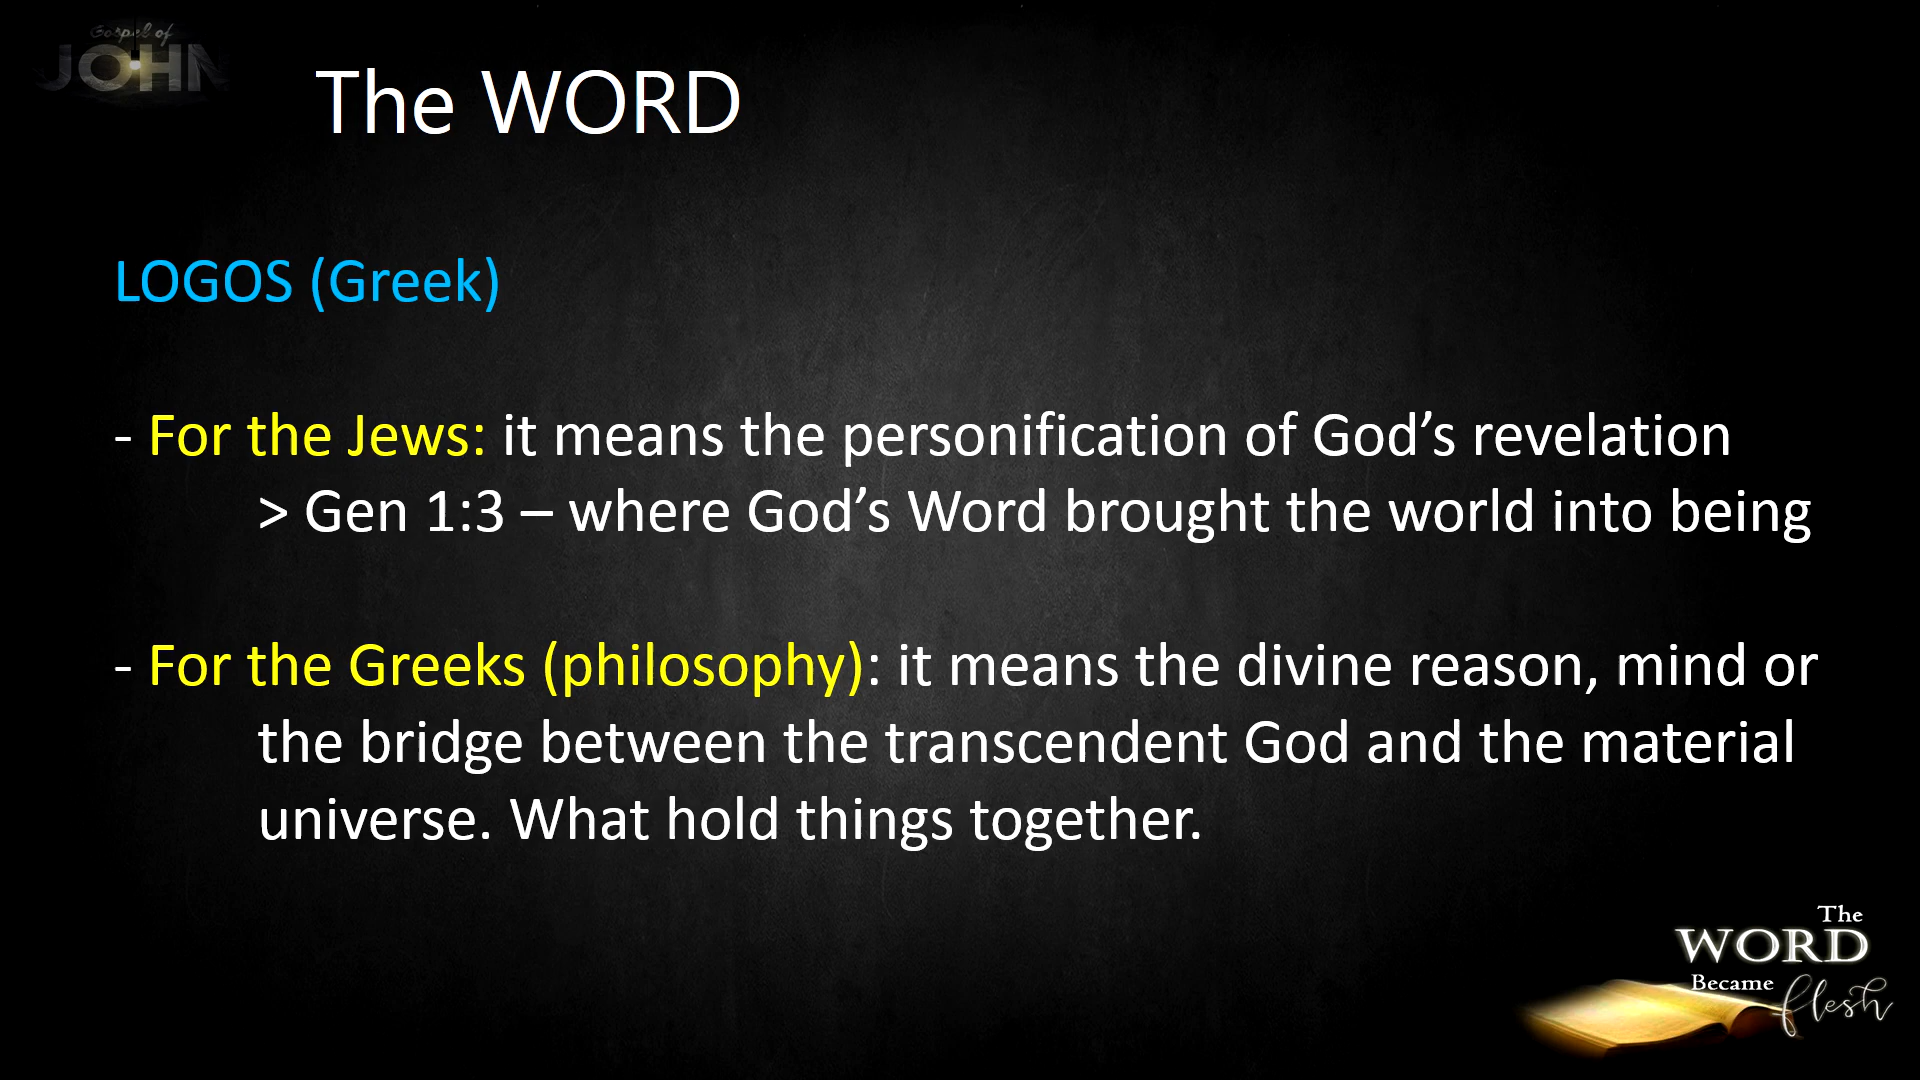 Gospel of
JOHN
The WORD
LOGOS (Greek)
- For the Jews: it means the personification of God’s revelation
> Gen 1:3 – where God’s Word brought the world into being
- For the Greeks (philosophy): it means the divine reason, mind or
the bridge between the transcendent God and the material
universe. What hold things together.
The
WORD
Became
flesh